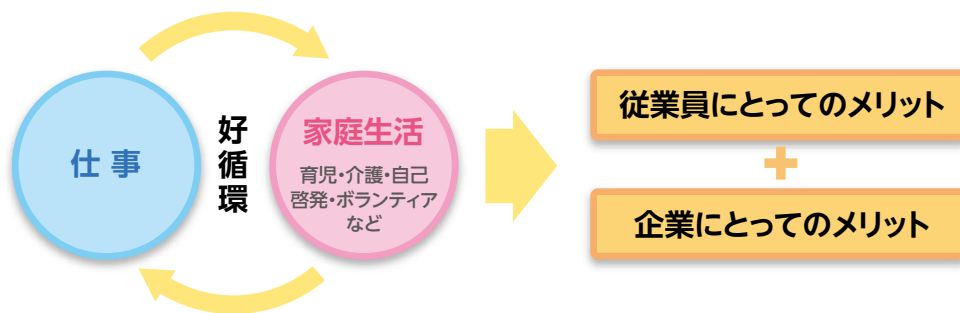 仕事
好循環
家庭生活
育児・介護・自己
啓発・ボランティア
など
従業員にとってのメリット
企業にとってのメリット